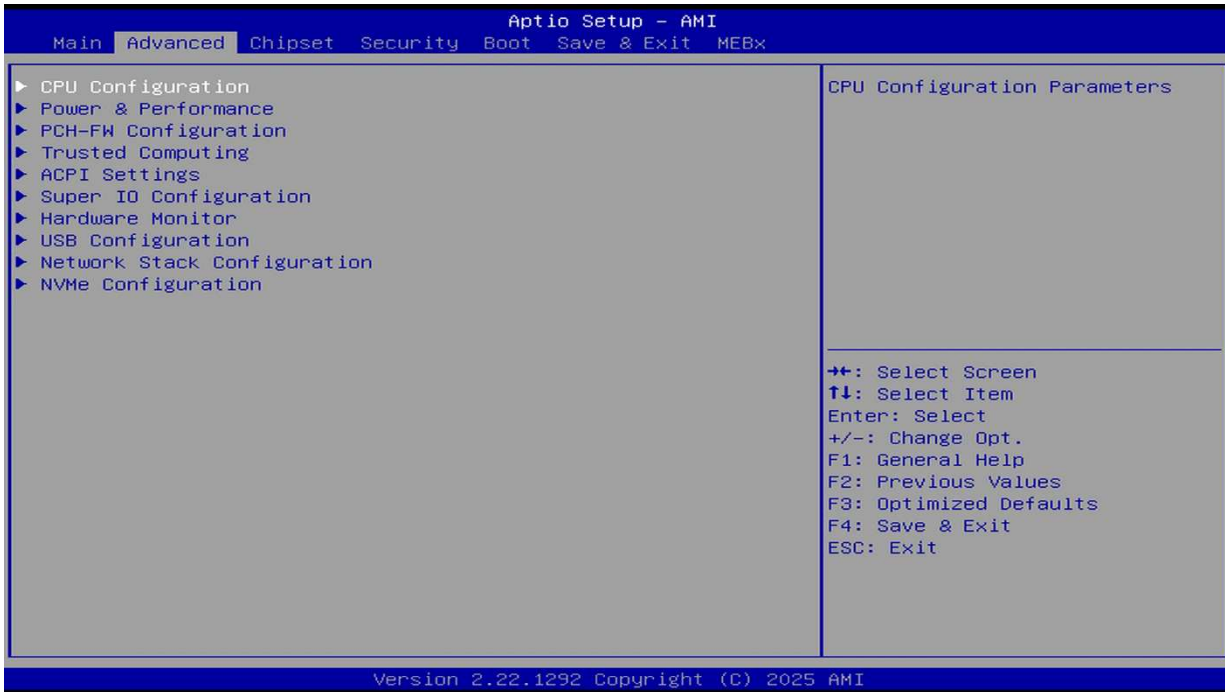 Aptio Setup – AMI
Main Advanced Chipset Security Boot Save & Exit MEBx
▶ CPU Configuration
▶ Power & Performance
▶ PCH-FW Configuration
▶ Trusted Computing
▶ ACPI Settings
▶ Super IO Configuration
▶ Hardware Monitor
▶ USB Configuration
▶ Network Stack Configuration
▶ NVMe Configuration
CPU Configuration Parameters
→←: Select Screen
↑↓: Select Item
Enter: Select
+/-: Change Opt.
F1: General Help
F2: Previous Values
F3: Optimized Defaults
F4: Save & Exit
ESC: Exit
Version 2.22.1292 Copyright (C) 2025 AMI